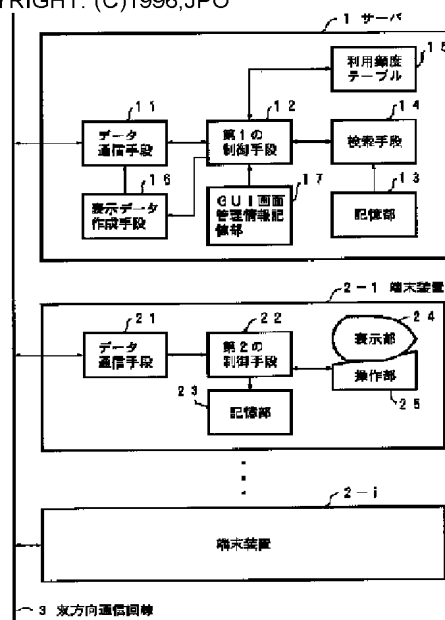 YRIGHT: (C)1996,JPO
1 サーバ
15
利用頻度
テーブル
11
データ
通信手段
12
第1の
制御手段
14
検索手段
16
表示データ
作成手段
17
GUI画面
管理情報記
憶部
13
記憶部
2-1 端末装置
21
データ
通信手段
22
第2の
制御手段
24
表示部
23
記憶部
操作部
25
2-i
端末装置
3 双方向通信回線